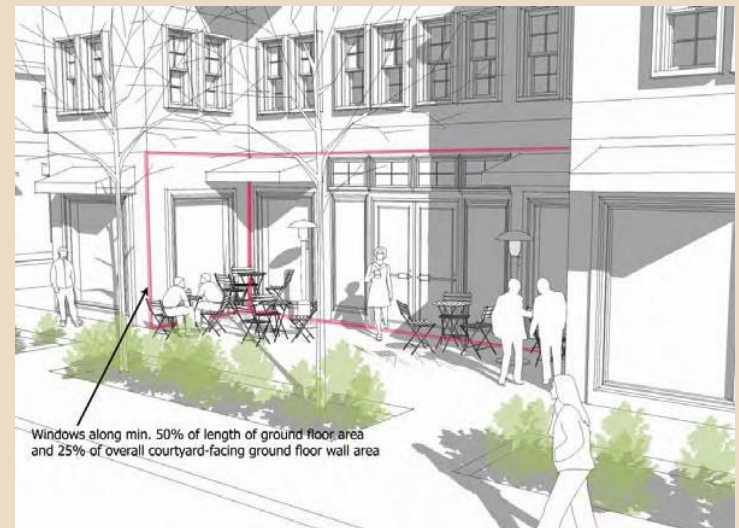 Windows along min. 50% of length of ground floor area
and 25% of overall courtyard-facing ground floor wall area